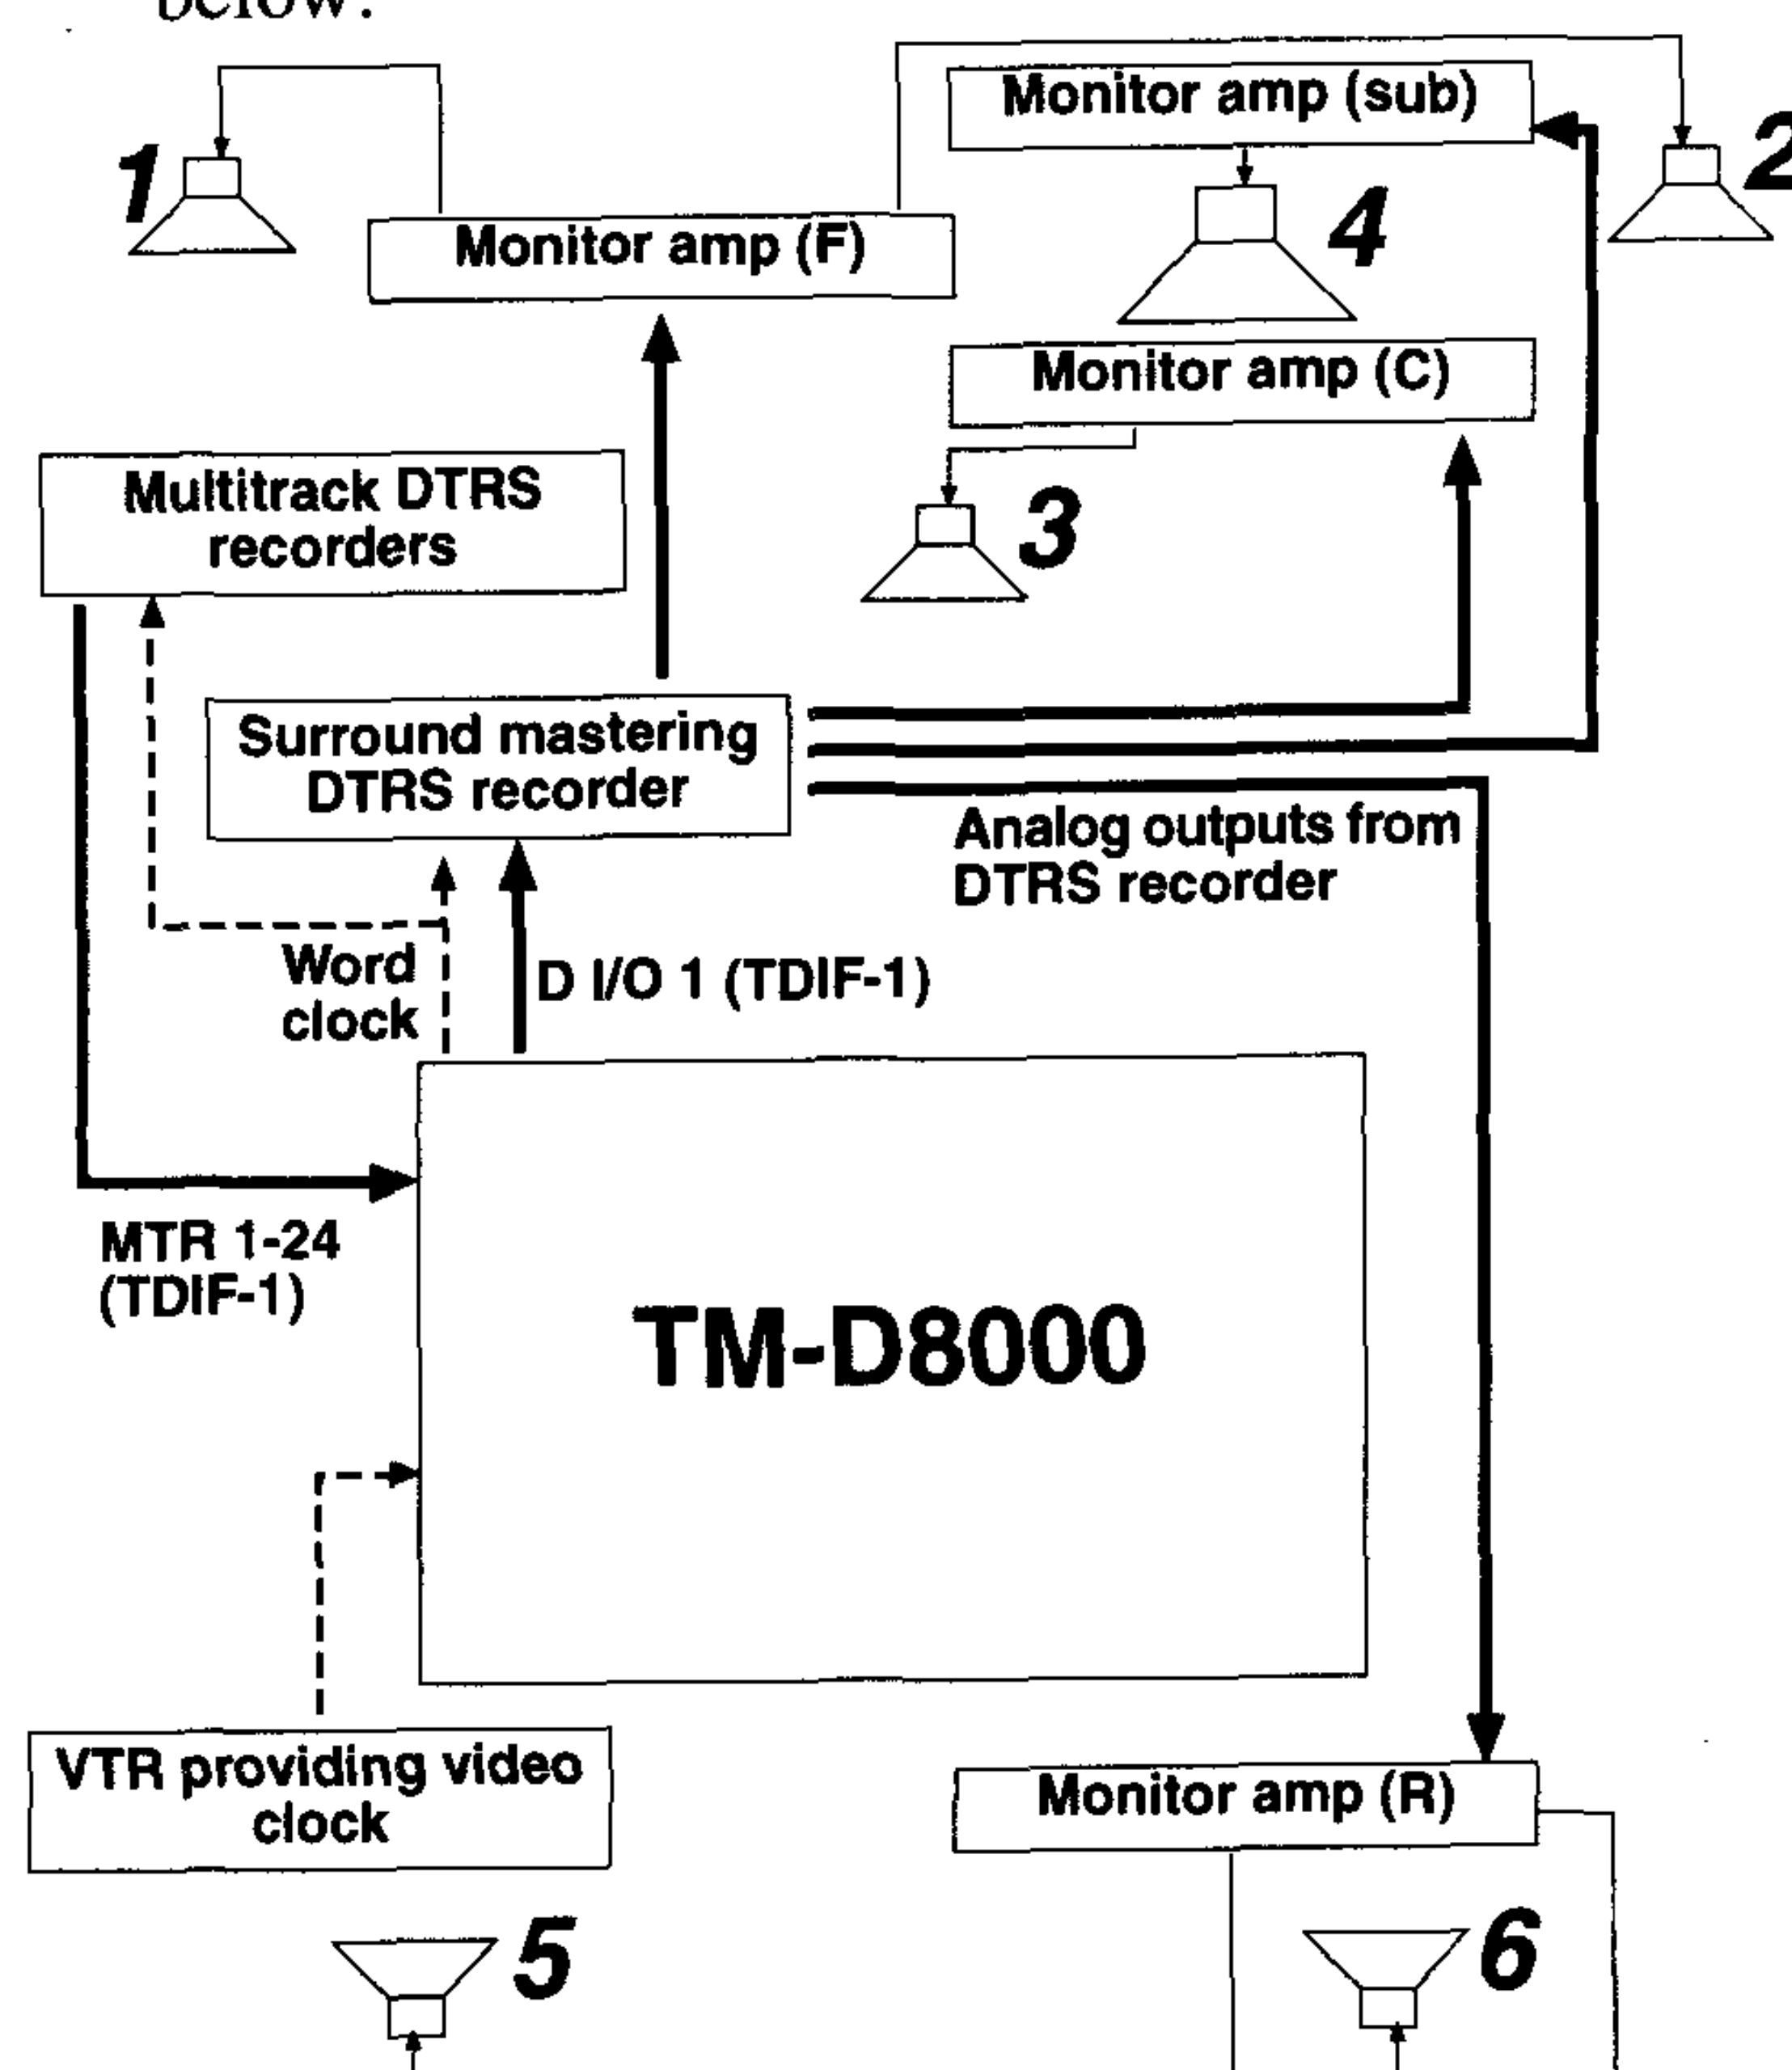 below.
Monitor amp (sub)
1
2
4
Monitor amp (F)
Monitor amp (C)
Multitrack DTRS
recorders
3
Surround mastering
DTRS recorder
Analog outputs from
DTRS recorder
Word
clock
D I/O 1 (TDIF-1)
MTR 1-24
(TDIF-1)
TM-D8000
VTR providing video
clock
Monitor amp (R)
5
6